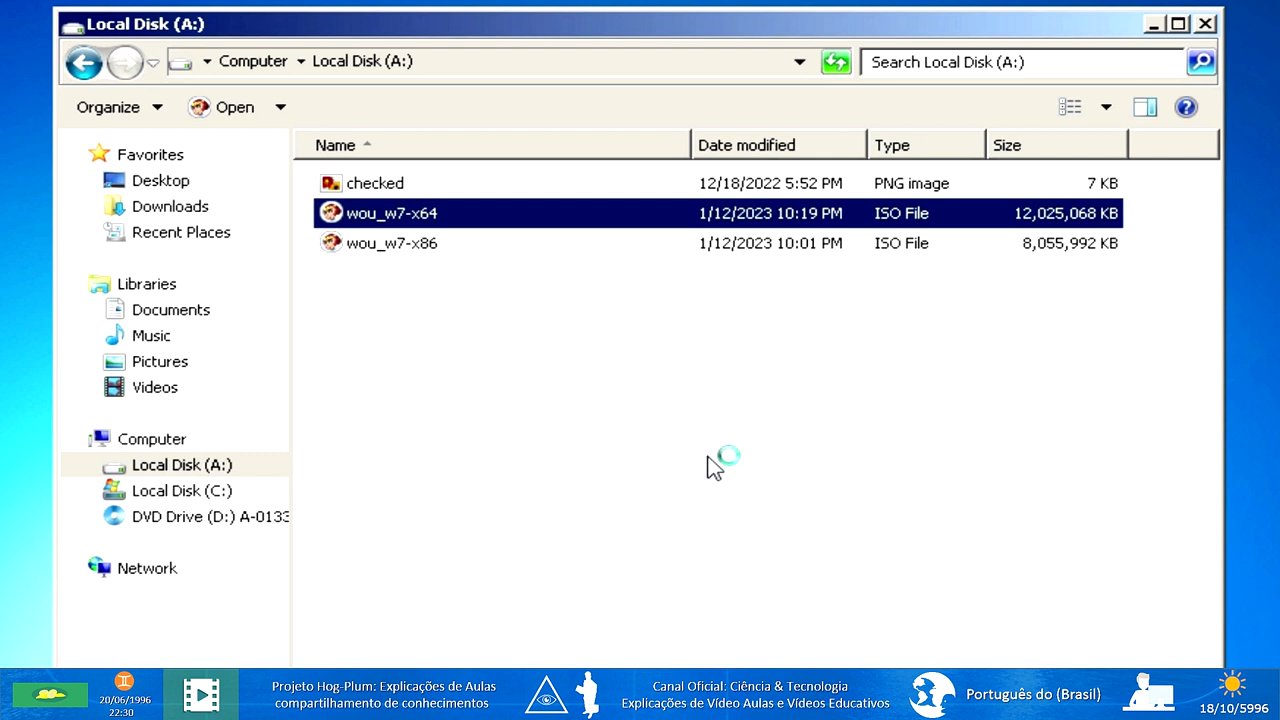 Local Disk (A:)
Computer Local Disk (A:)
Search Local Disk (A:)
Organize Open
Name Date modified Type Size
Favorites
Desktop
Downloads
Recent Places
Libraries
Documents
Music
Pictures
Videos
Computer
Local Disk (A:)
Local Disk (C:)
DVD Drive (D:) A-0133
Network
checked 12/18/2022 5:52 PM PNG image 7 KB
wou_w7-x64 1/12/2023 10:19 PM ISO File 12,025,068 KB
wou_w7-x86 1/12/2023 10:01 PM ISO File 8,055,992 KB
20/06/1996
22:30
Projeto Hog-Plum: Explicações de Aulas
compartilhamento de conhecimentos
Canal Oficial: Ciência & Tecnologia
Explicações de Vídeo Aulas e Vídeos Educativos
Português do (Brasil)
18/10/5996